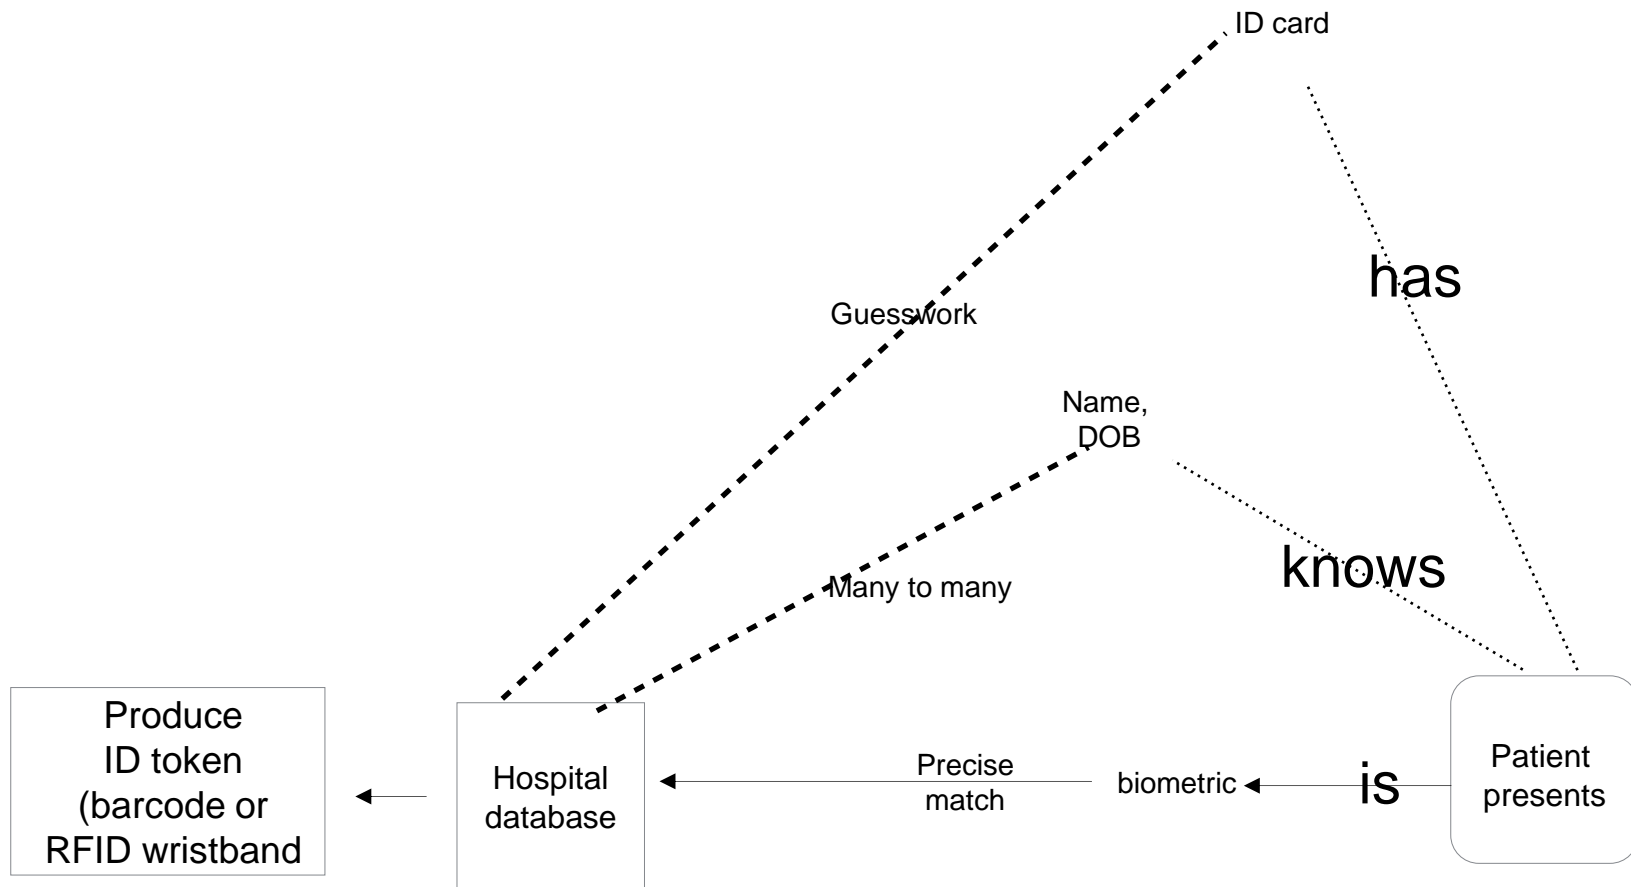 ID card
has
Guesswork
Name,
DOB
knows
Many to many
Produce
ID token
(barcode or
RFID wristband
Hospital
database
Precise
match
biometric
is
Patient
presents